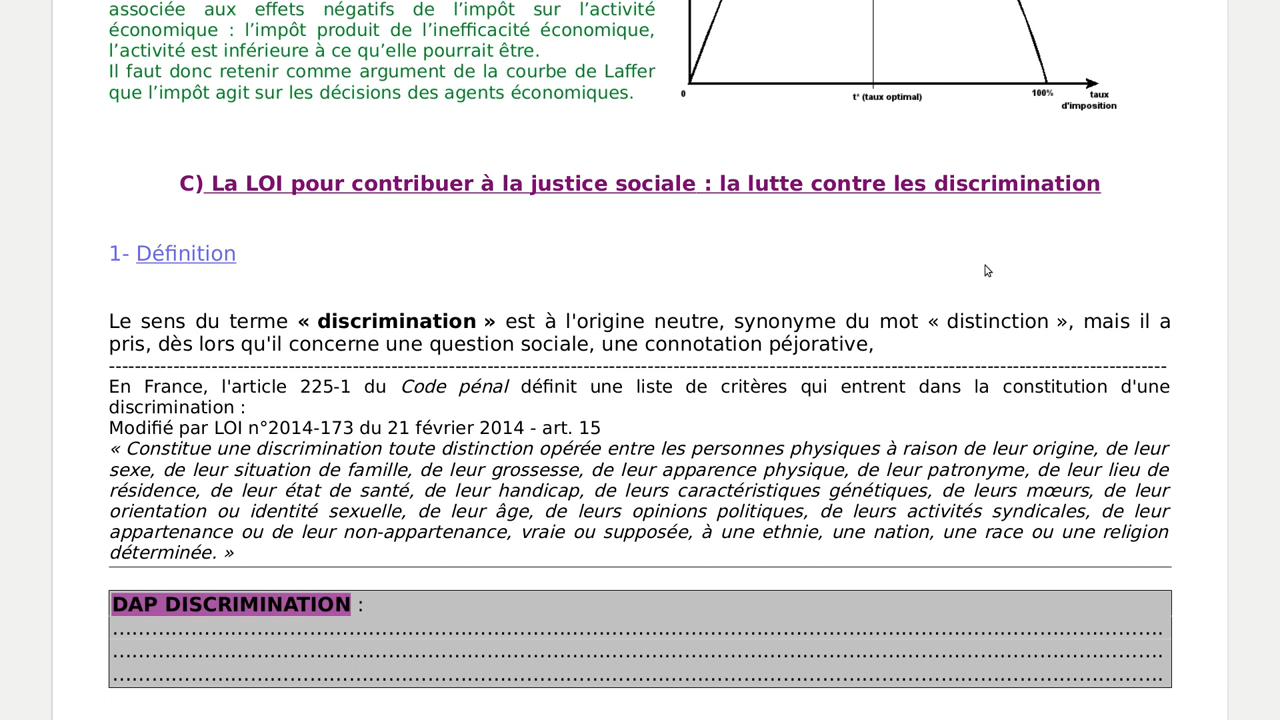 associée aux effets négatifs de l’impôt sur l’activité
économique : l’impôt produit de l’inefficacité économique,
l’activité est inférieure à ce qu’elle pourrait être.
Il faut donc retenir comme argument de la courbe de Laffer
que l’impôt agit sur les décisions des agents économiques.
0
t* (taux optimal)
100%
taux
d'imposition
C) La LOI pour contribuer à la justice sociale : la lutte contre les discrimination
1- Définition
Le sens du terme « discrimination » est à l'origine neutre, synonyme du mot « distinction », mais il a
pris, dès lors qu'il concerne une question sociale, une connotation péjorative,
En France, l'article 225-1 du Code pénal définit une liste de critères qui entrent dans la constitution d'une
discrimination :
Modifié par LOI n°2014-173 du 21 février 2014 - art. 15
« Constitue une discrimination toute distinction opérée entre les personnes physiques à raison de leur origine, de leur
sexe, de leur situation de famille, de leur grossesse, de leur apparence physique, de leur patronyme, de leur lieu de
résidence, de leur état de santé, de leur handicap, de leurs caractéristiques génétiques, de leurs mœurs, de leur
orientation ou identité sexuelle, de leur âge, de leurs opinions politiques, de leurs activités syndicales, de leur
appartenance ou de leur non-appartenance, vraie ou supposée, à une ethnie, une nation, une race ou une religion
déterminée. »
DAP DISCRIMINATION :